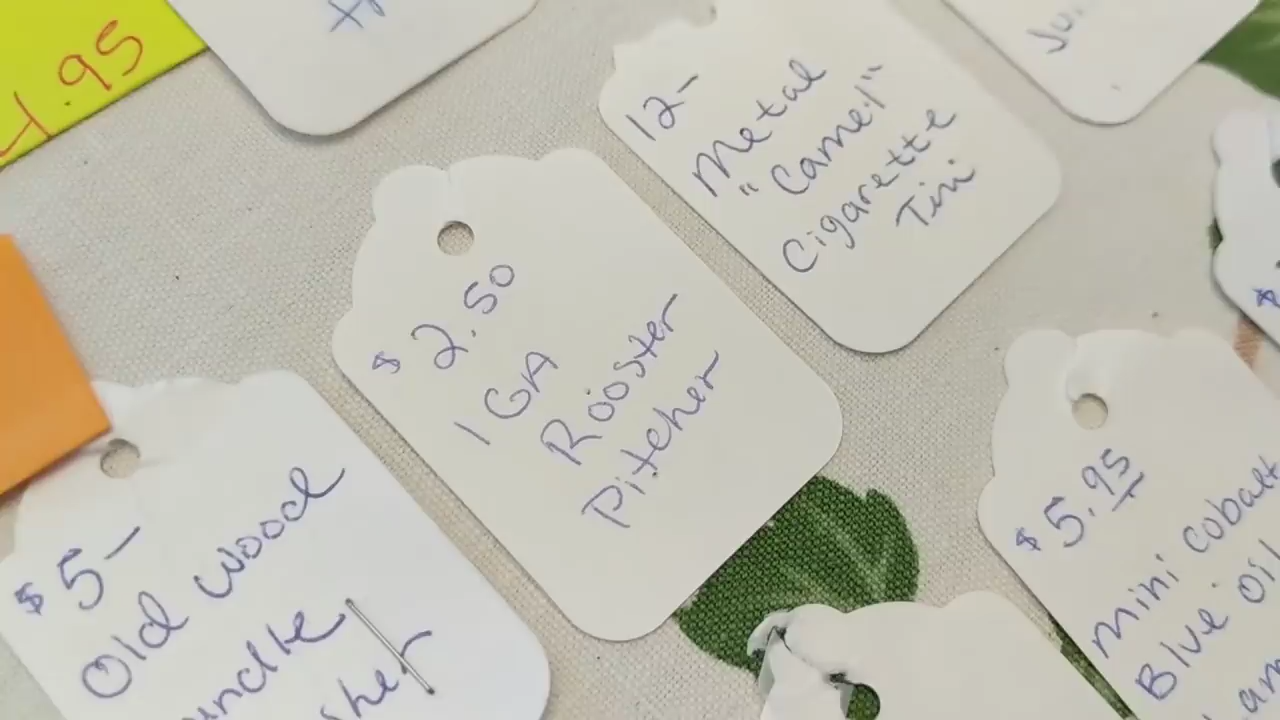 .95
12-
Metal
"Camel"
Cigarette
Tin
$ 2.50
1 GA
Rooster
Pitcher
$5-
Old wood
$5.95
mini cobalt
Blue oil